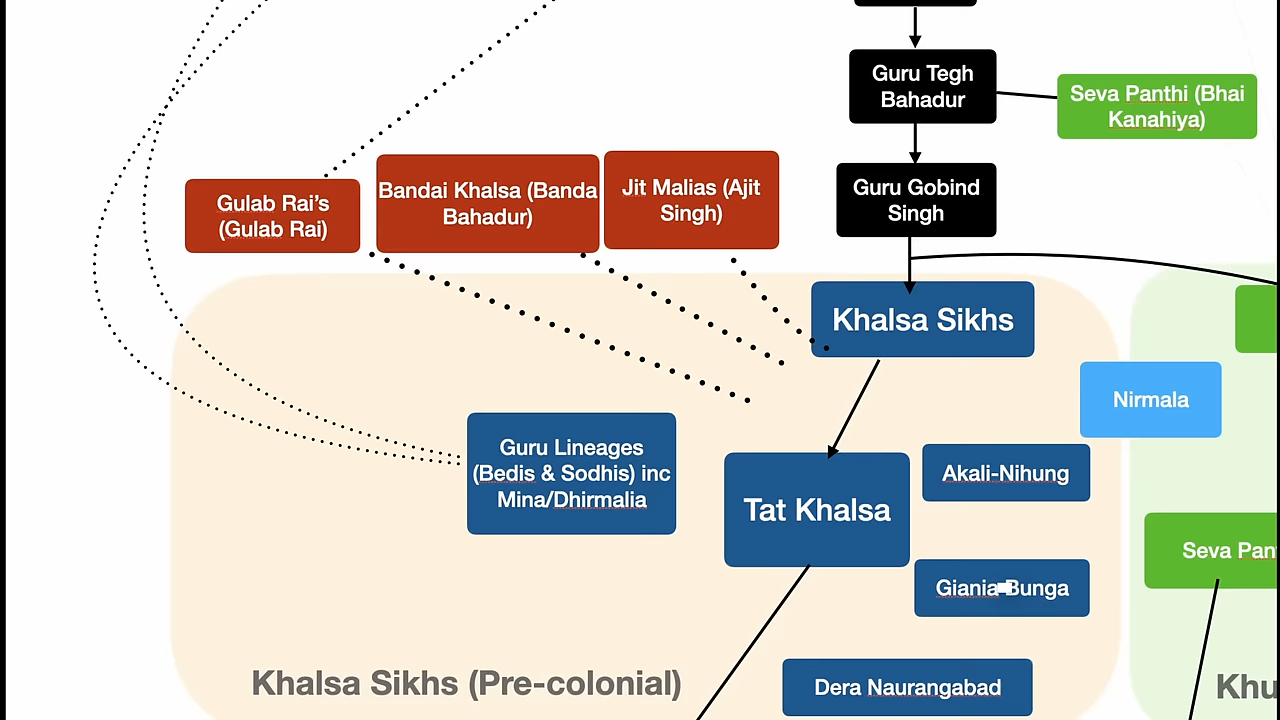 Guru Tegh
Bahadur
Seva Panthi (Bhai
Kanahiya)
Gulab Rai's
(Gulab Rai)
Bandai Khalsa (Banda
Bahadur)
Jit Malias (Ajit
Singh)
Guru Gobind
Singh
Khalsa Sikhs
Nirmala
Guru Lineages
(Bedis & Sodhis) inc
Mina/Dhirmalia
Tat Khalsa
Akali-Nihung
Seva Pan
Giania Bunga
Khalsa Sikhs (Pre-colonial)
Dera Naurangabad
Khu